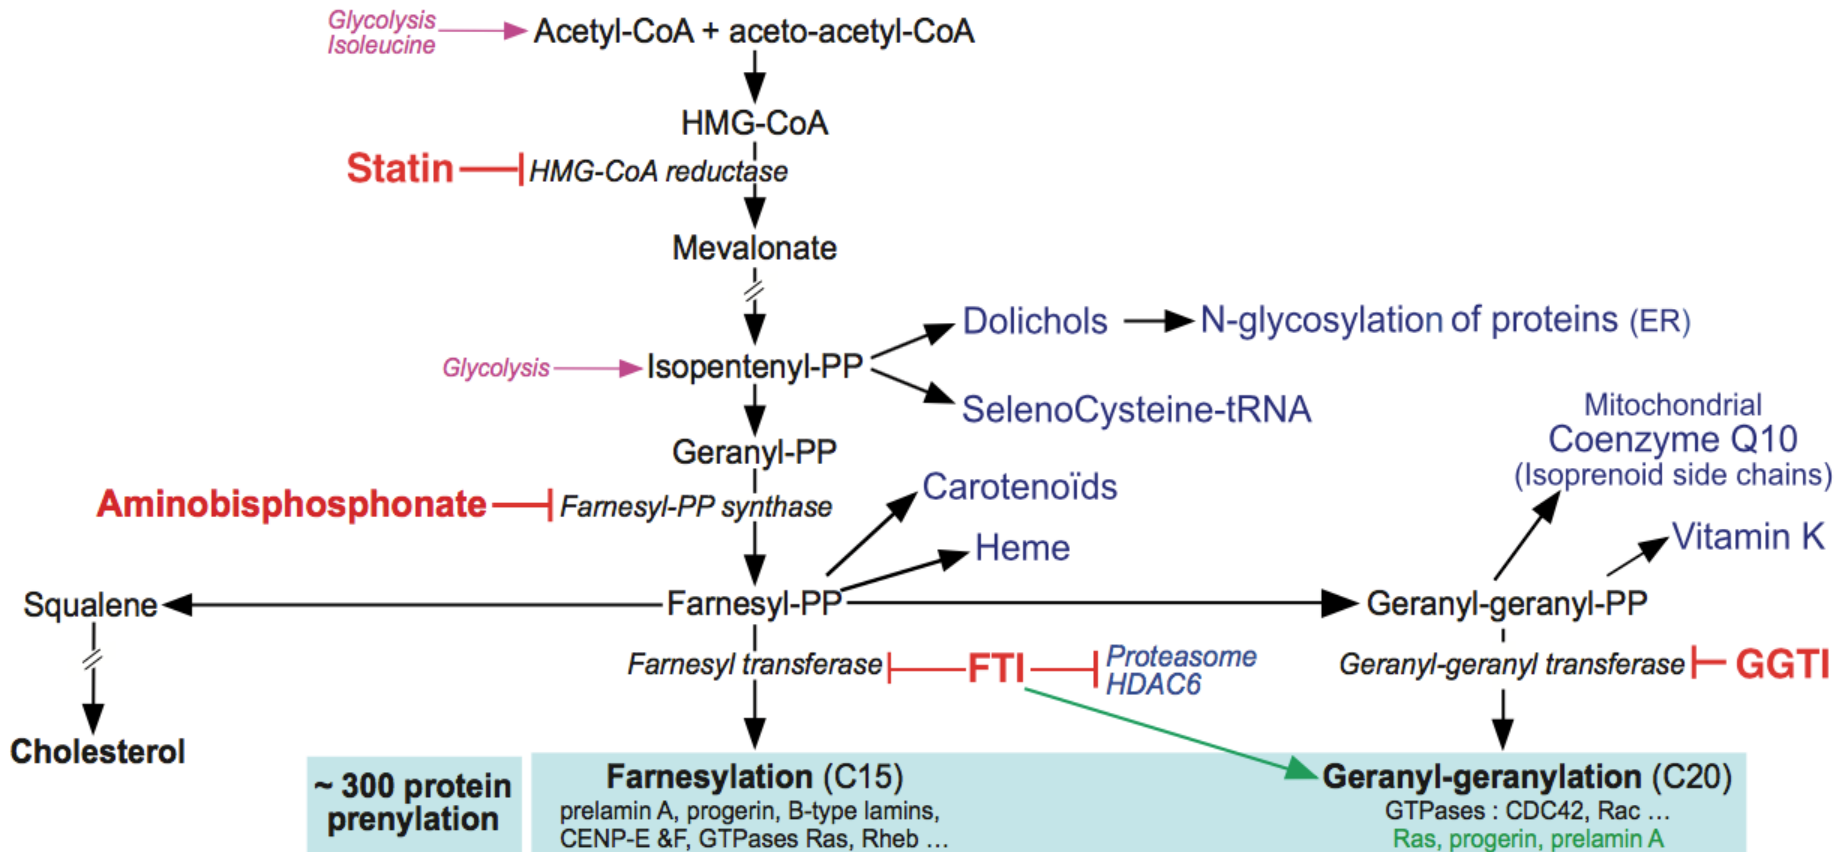 Glycolysis
Isoleucine
Acetyl-CoA + aceto-acetyl-CoA
HMG-CoA
Statin
HMG-CoA reductase
Mevalonate
Dolichols
N-glycosylation of proteins (ER)
Glycolysis
Isopentenyl-PP
SelenoCysteine-tRNA
Mitochondrial
Coenzyme Q10
(Isoprenoid side chains)
Geranyl-PP
Carotenoïds
Aminobisphosphonate
Farnesyl-PP synthase
Heme
Vitamin K
Squalene
Farnesyl-PP
Geranyl-geranyl-PP
Farnesyl transferase
FTI
Proteasome
HDAC6
Geranyl-geranyl transferase
GGTI
Cholesterol
~ 300 protein
prenylation
Farnesylation (C15)
prelamin A, progerin, B-type lamins,
CENP-E &F, GTPases Ras, Rheb ...
Geranyl-geranylation (C20)
GTPases : CDC42, Rac ...
Ras, progerin, prelamin A